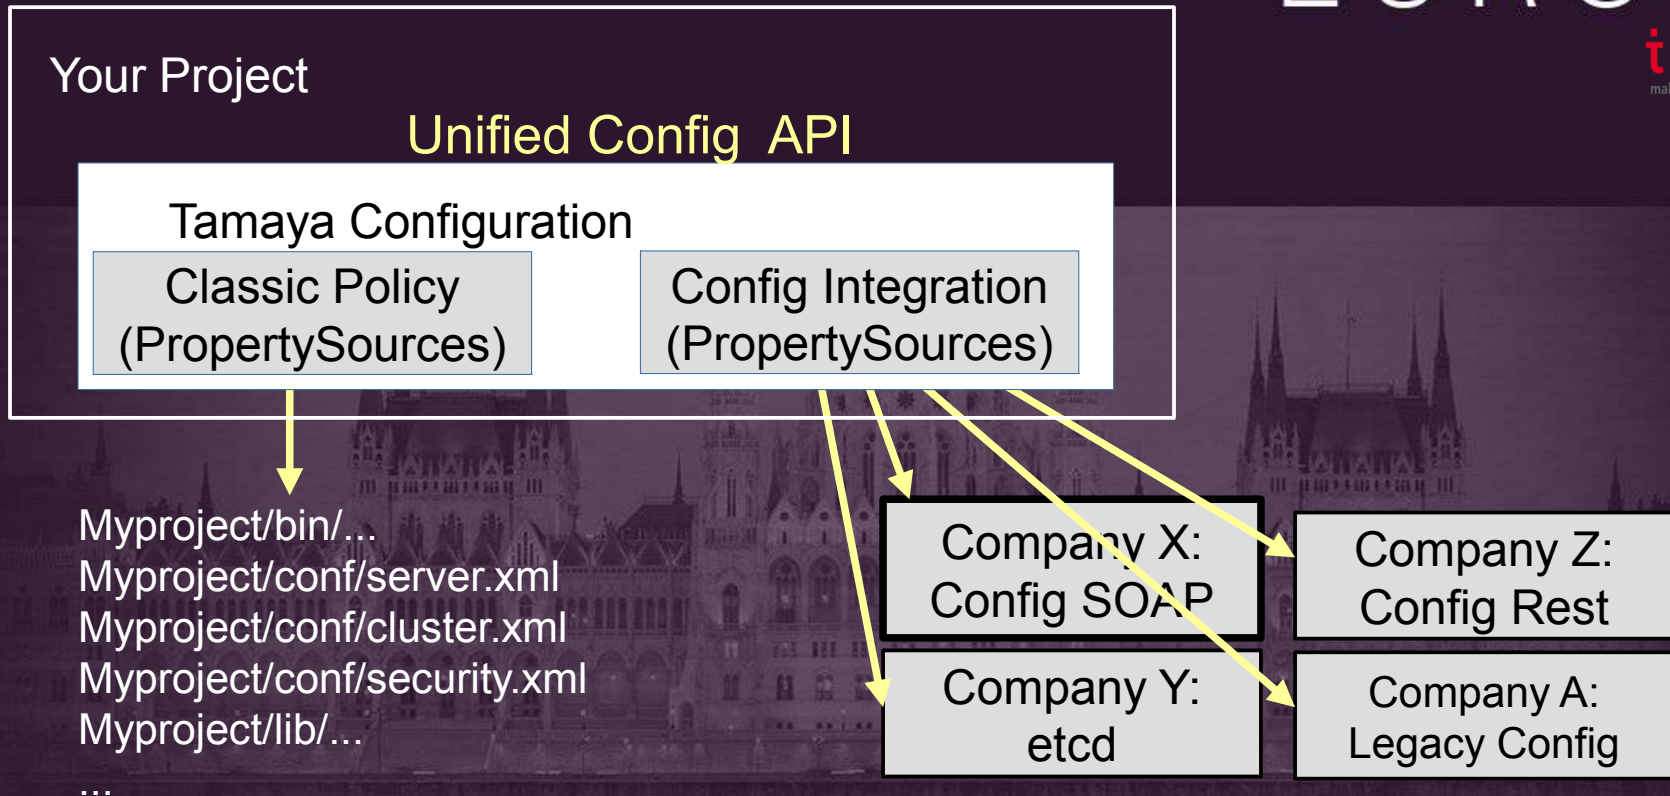 Your Project
Unified Config API
Tamaya Configuration
Classic Policy
(PropertySources)
Config Integration
(PropertySources)
Myproject/bin/...
Myproject/conf/server.xml
Myproject/conf/cluster.xml
Myproject/conf/security.xml
Myproject/lib/...
...
Company X:
Config SOAP
Company Z:
Config Rest
Company Y:
etcd
Company A:
Legacy Config